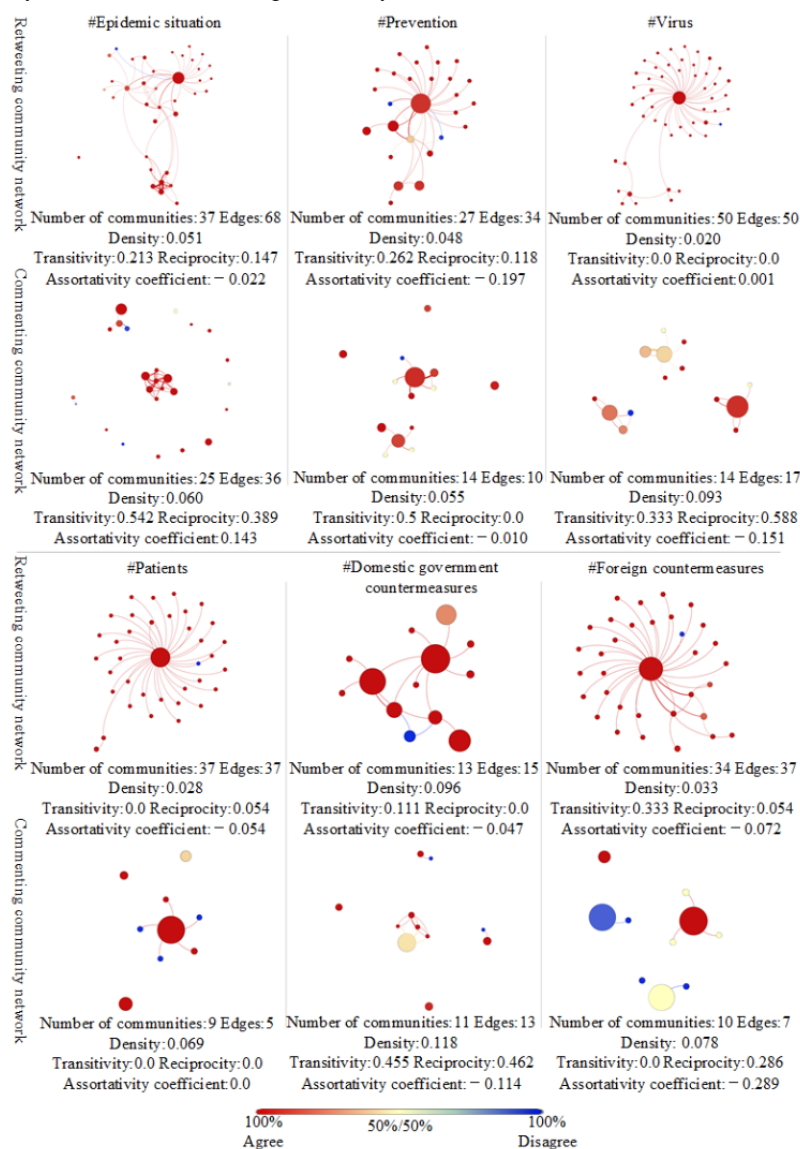 #Epidemic situation #Prevention #Virus
Retweeting community network
Number of communities:37 Edges:68
Density:0.051
Transitivity:0.213 Reciprocity:0.147
Assortativity coefficient:－0.022
Number of communities:27 Edges:34
Density:0.048
Transitivity:0.262 Reciprocity:0.118
Assortativity coefficient:－0.197
Number of communities:50 Edges:50
Density:0.020
Transitivity:0.0 Reciprocity:0.0
Assortativity coefficient:0.001
Commenting community network
Number of communities:25 Edges:36
Density:0.060
Transitivity:0.542 Reciprocity:0.389
Assortativity coefficient:0.143
Number of communities:14 Edges:10
Density:0.055
Transitivity:0.5 Reciprocity:0.0
Assortativity coefficient:－0.010
Number of communities:14 Edges:17
Density:0.093
Transitivity:0.333 Reciprocity:0.588
Assortativity coefficient:－0.151
#Patients
#Domestic government
countermeasures
#Foreign countermeasures
Retweeting community network
Number of communities:37 Edges:37
Density:0.028
Transitivity:0.0 Reciprocity:0.054
Assortativity coefficient:－0.054
Number of communities:13 Edges:15
Density:0.096
Transitivity:0.111 Reciprocity:0.0
Assortativity coefficient:－0.047
Number of communities:34 Edges:37
Density:0.033
Transitivity:0.333 Reciprocity:0.054
Assortativity coefficient:－0.072
Commenting community network
Number of communities:9 Edges:5
Density:0.069
Transitivity:0.0 Reciprocity:0.0
Assortativity coefficient:0.0
Number of communities:11 Edges:13
Density:0.118
Transitivity:0.455 Reciprocity:0.462
Assortativity coefficient:－0.114
Number of communities:10 Edges:7
Density:0.078
Transitivity:0.0 Reciprocity:0.286
Assortativity coefficient:－0.289
100% 50%/50% 100%
Agree Disagree